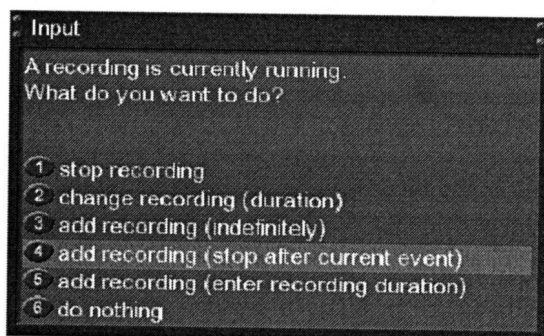 Input
A recording is currently running.
What do you want to do?
1 stop recording
2 change recording (duration)
3 add recording (indefinitely)
4 add recording (stop after current event)
5 add recording (enter recording duration)
6 do nothing